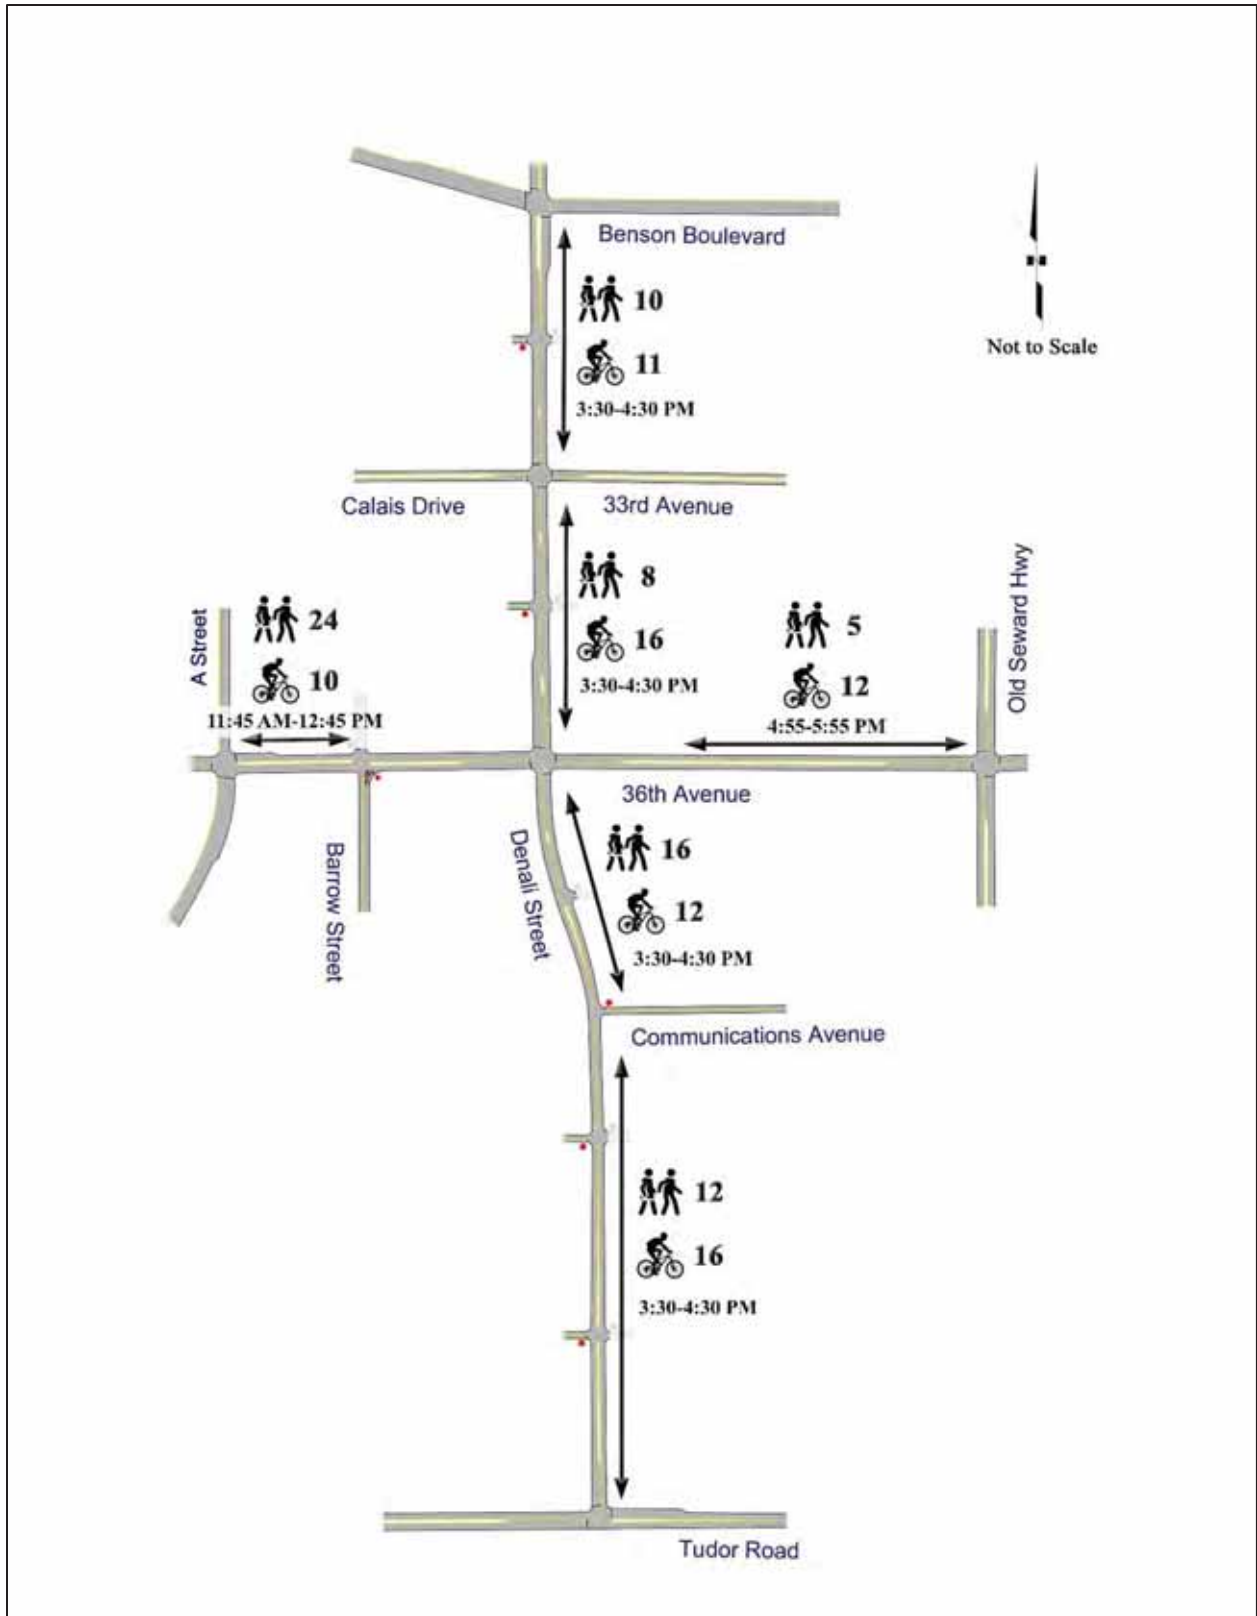 Benson Boulevard
10
11
3:30-4:30 PM
N
Not to Scale
Calais Drive
33rd Avenue
8
16
3:30-4:30 PM
A Street
24
10
11:45 AM-12:45 PM
5
12
4:55-5:55 PM
Old Seward Hwy
36th Avenue
Barrow Street
Denali Street
16
12
3:30-4:30 PM
Communications Avenue
12
16
3:30-4:30 PM
Tudor Road